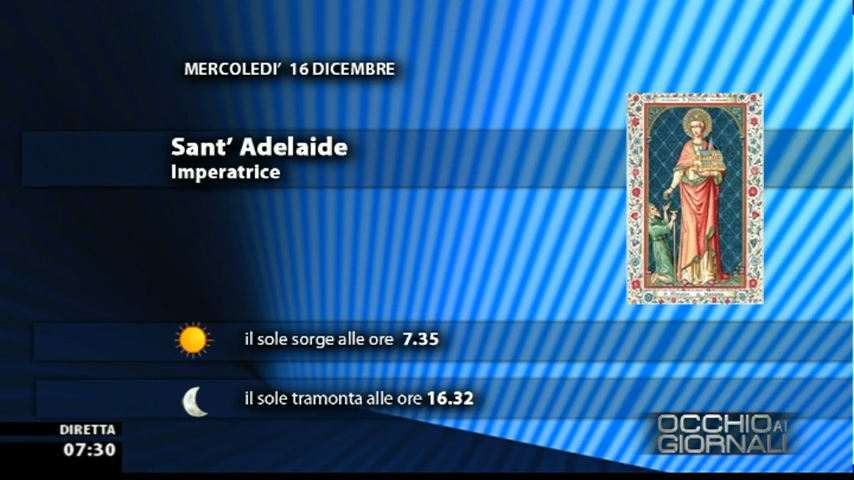 MERCOLEDI' 16 DICEMBRE
Sant' Adelaide
Imperatrice
il sole sorge alle ore 7.35
il sole tramonta alle ore 16.32
DIRETTA
07:30
OCCHIO AI
GIORNALI